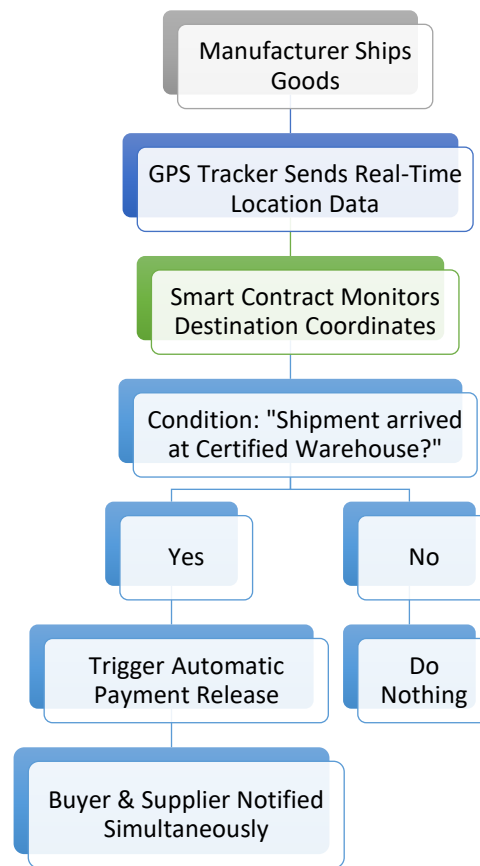 Manufacturer Ships
Goods
GPS Tracker Sends Real-Time
Location Data
Smart Contract Monitors
Destination Coordinates
Condition: "Shipment arrived
at Certified Warehouse?"
Yes
No
Trigger Automatic
Payment Release
Do
Nothing
Buyer & Supplier Notified
Simultaneously